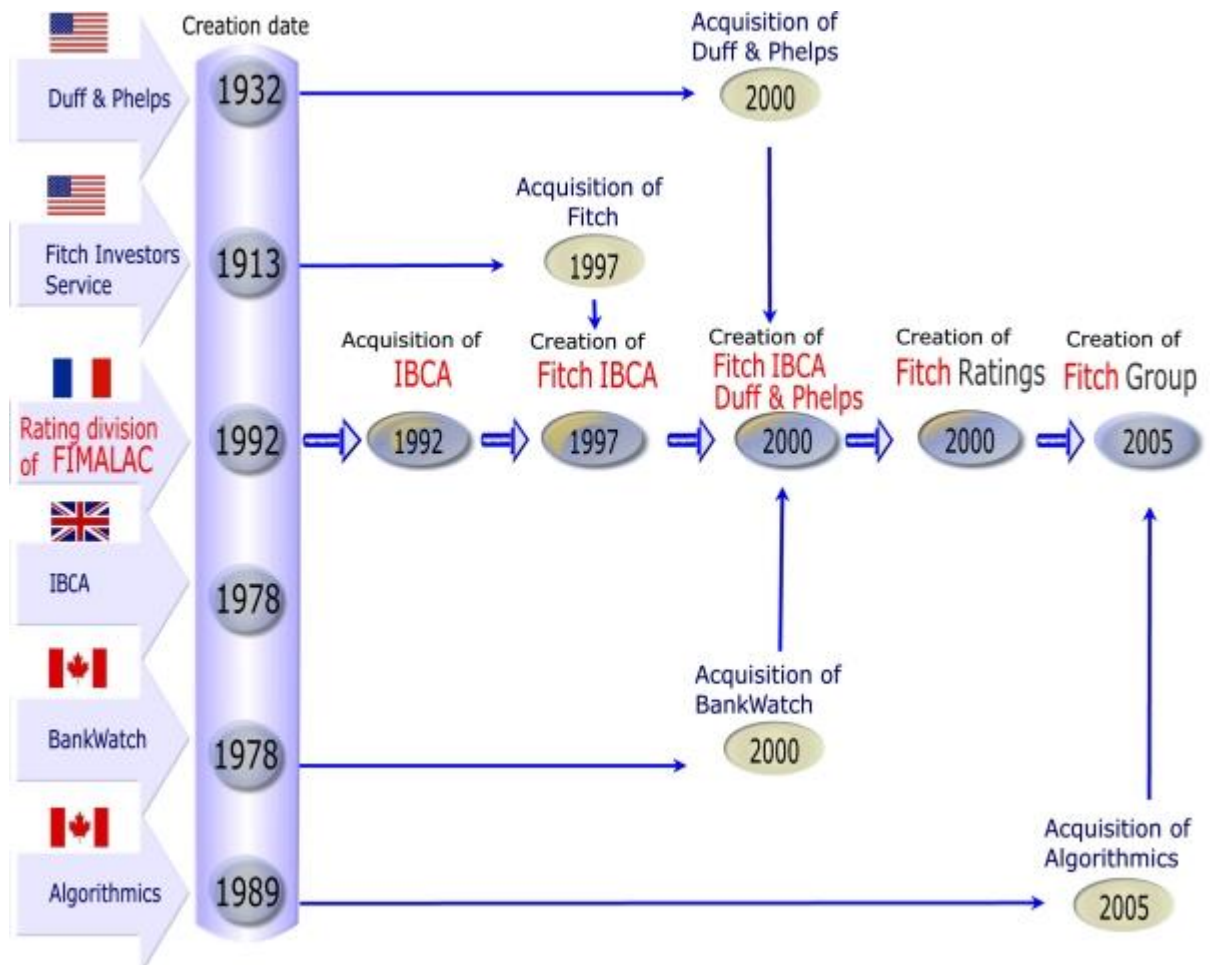 Creation date
Acquisition of
Duff & Phelps
Duff & Phelps
1932
2000
Acquisition of
Fitch
Fitch Investors
Service
1913
1997
Acquisition of
IBCA
Creation of
Fitch IBCA
Creation of
Fitch IBCA
Duff & Phelps
Creation of
Fitch Ratings
Creation of
Fitch Group
Rating division
of FIMALAC
1992
1992
1997
2000
2000
2005
IBCA
1978
Acquisition of
BankWatch
BankWatch
1978
2000
Acquisition of
Algorithmics
Algorithmics
1989
2005